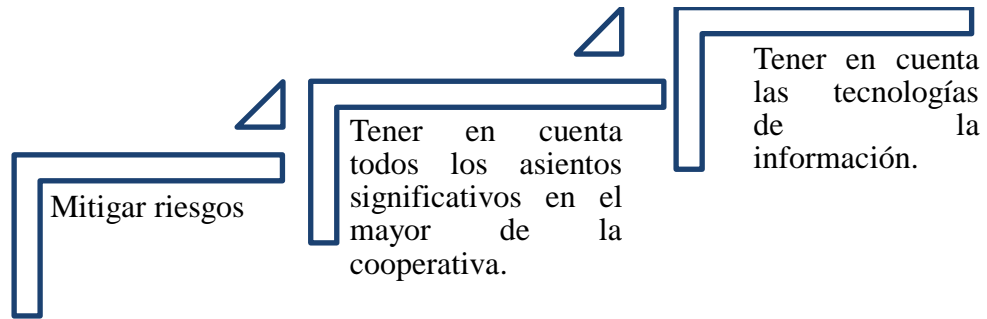 Mitigar riesgos
Tener en cuenta
todos los asientos
significativos en el
mayor de la
cooperativa.
Tener en cuenta
las tecnologías
de la
información.